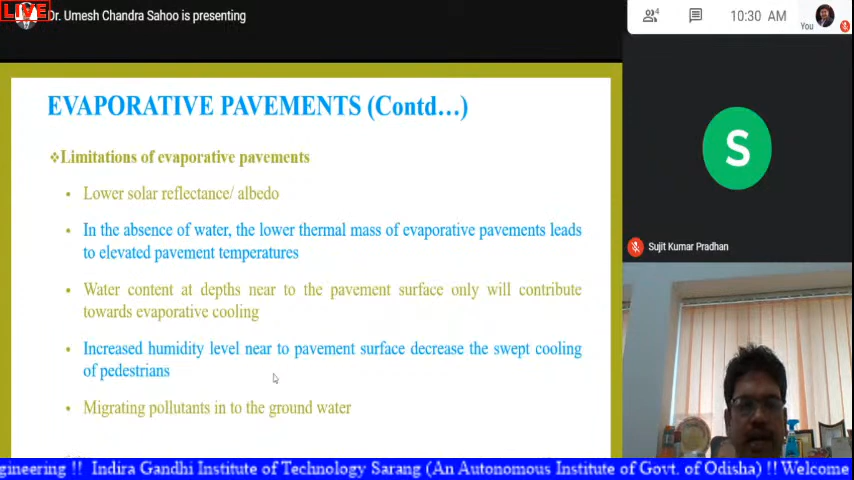 LIVE
Dr. Umesh Chandra Sahoo is presenting
4
10:30 AM
You
EVAPORATIVE PAVEMENTS (Contd…)
❖Limitations of evaporative pavements
• Lower solar reflectance/ albedo
• In the absence of water, the lower thermal mass of evaporative pavements leads
to elevated pavement temperatures
• Water content at depths near to the pavement surface only will contribute
towards evaporative cooling
• Increased humidity level near to pavement surface decrease the swept cooling
of pedestrians
• Migrating pollutants in to the ground water
S
Sujit Kumar Pradhan
gineering !! Indira Gandhi Institute of Technology Sarang (An Autonomous Institute of Govt. of Odisha) !! Welcome